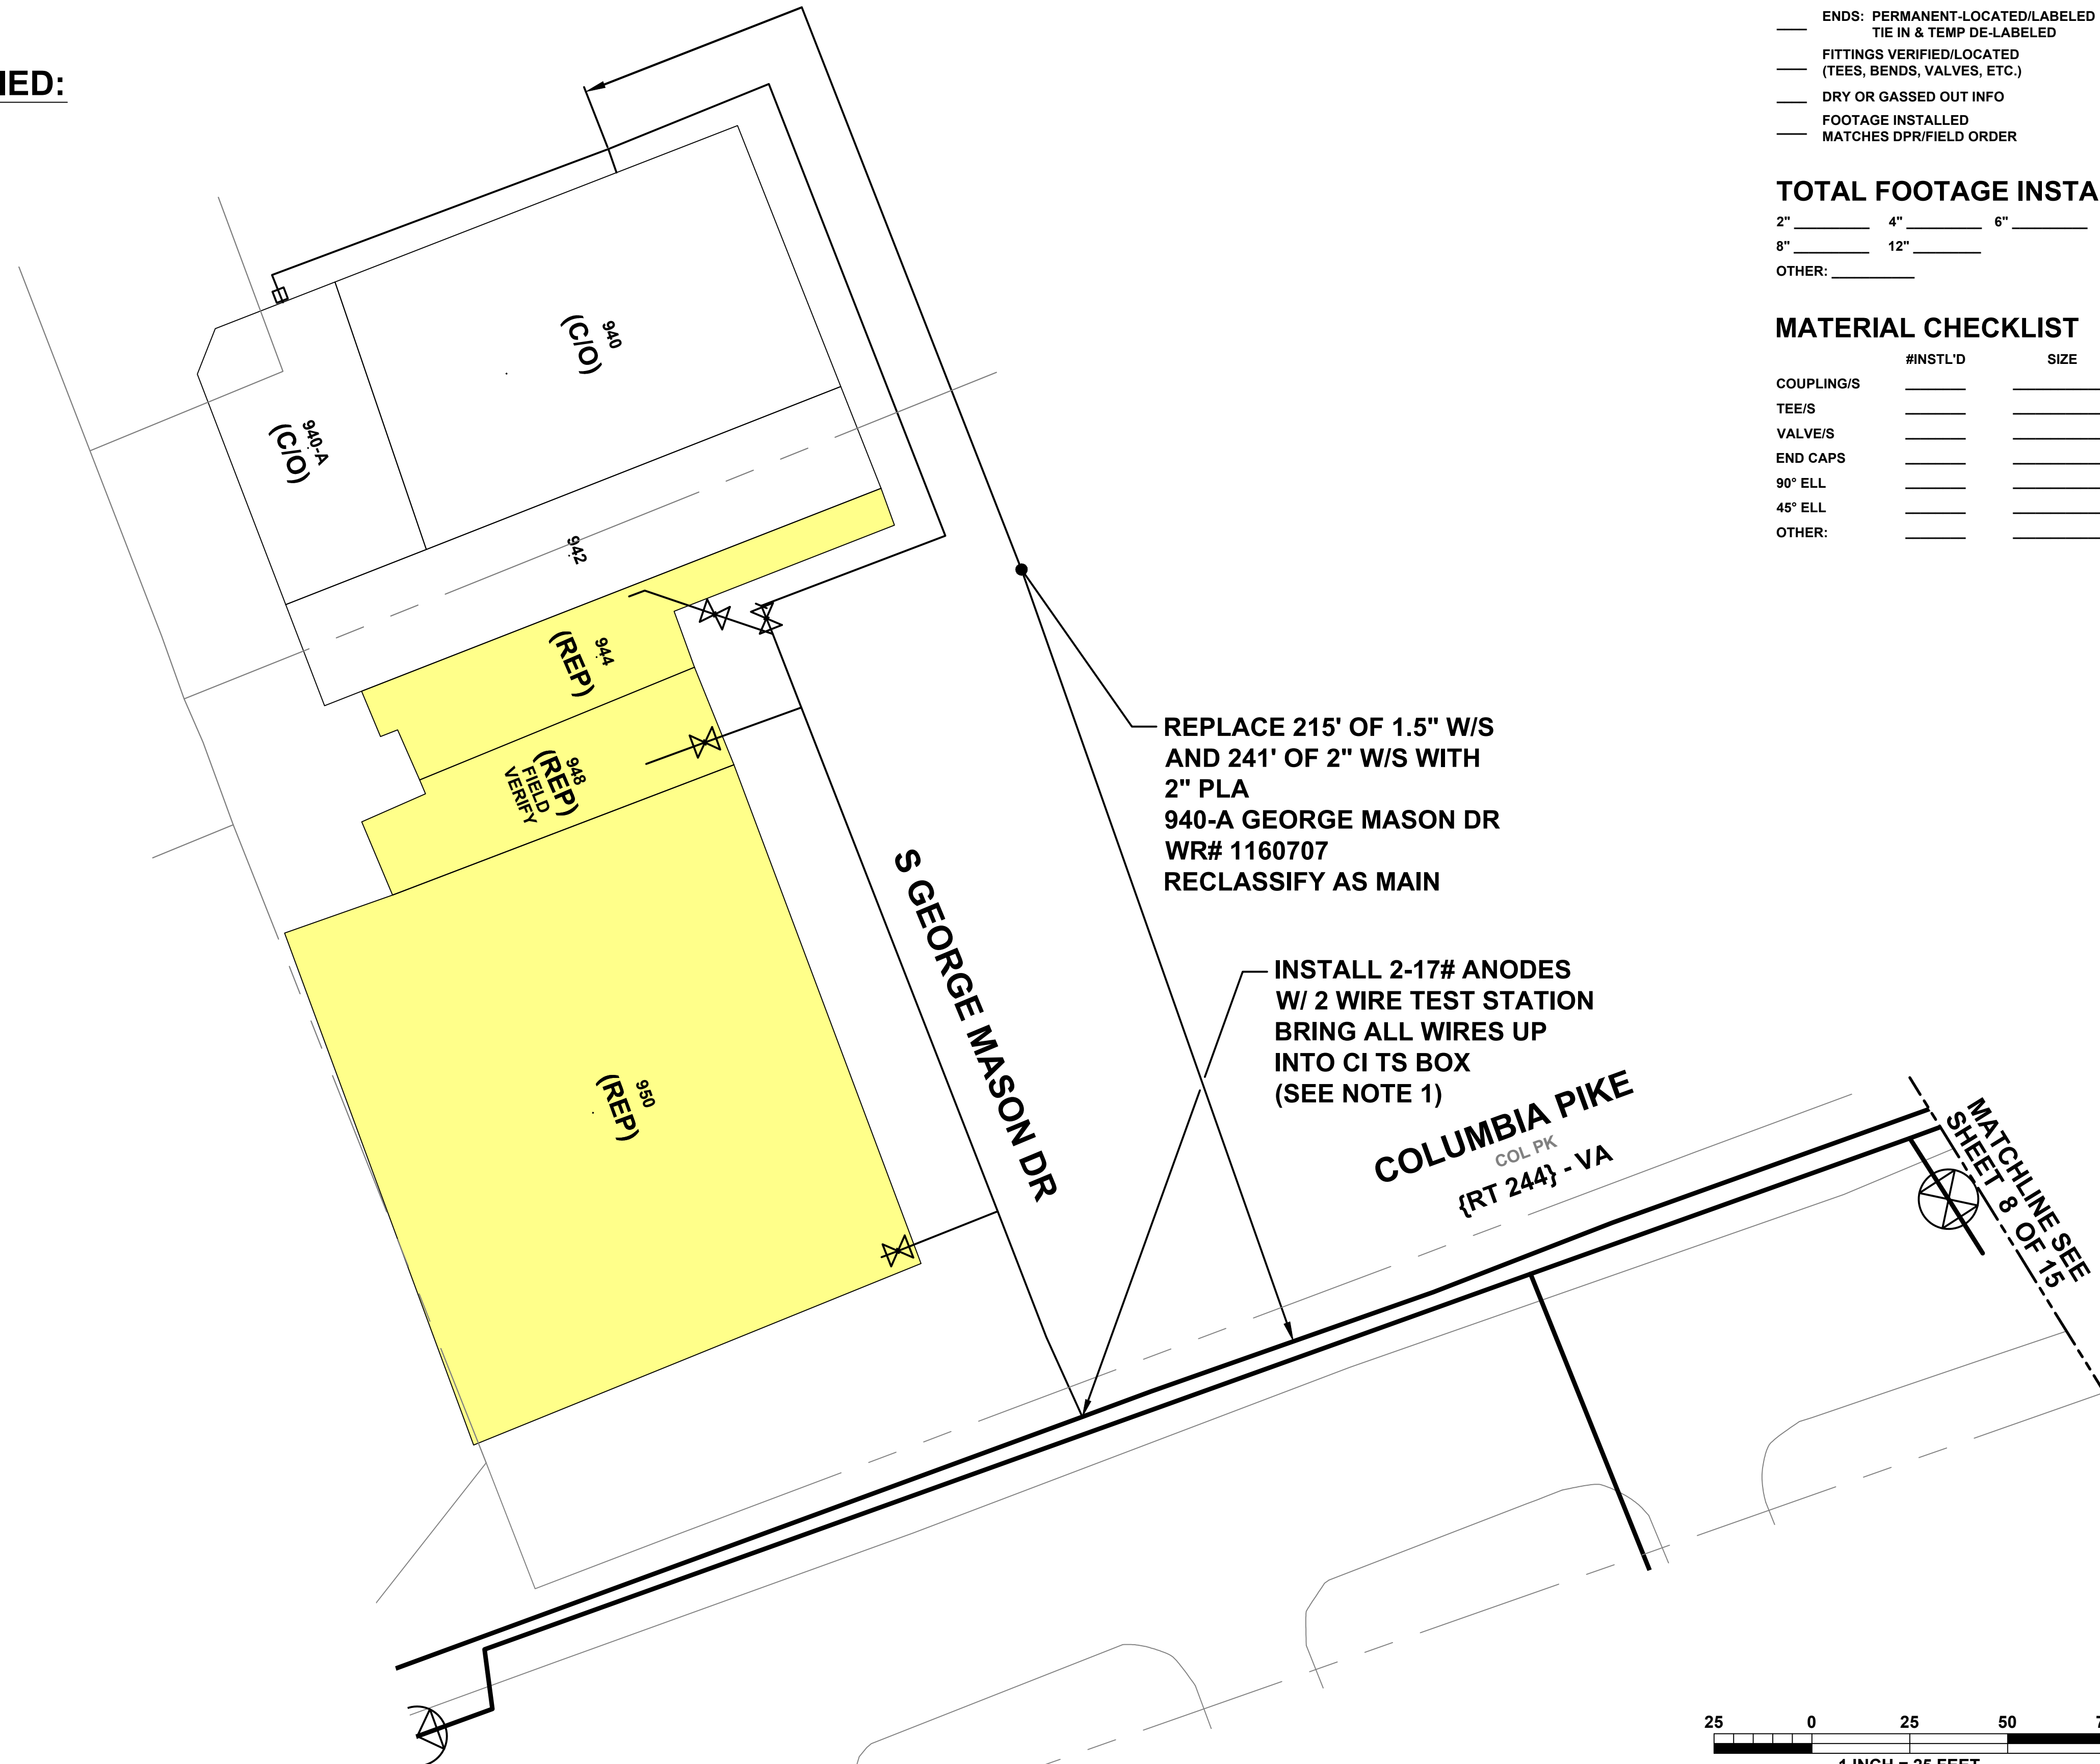 IED:
ENDS: PERMANENT-LOCATED/LABELED
TIE IN & TEMP DE-LABELED
FITTINGS VERIFIED/LOCATED
(TEES, BENDS, VALVES, ETC.)
DRY OR GASSED OUT INFO
FOOTAGE INSTALLED
MATCHES DPR/FIELD ORDER
TOTAL FOOTAGE INSTA
2" 4" 6"
8" 12"
OTHER:
MATERIAL CHECKLIST
#INSTL'D SIZE
COUPLING/S
TEE/S
VALVE/S
END CAPS
90° ELL
45° ELL
OTHER:
940
(C/O)
940-A
(C/O)
942
944
(REP)
948
(REP)
FIELD
VERIFY
950
(REP)
S GEORGE MASON DR
REPLACE 215' OF 1.5" W/S
AND 241' OF 2" W/S WITH
2" PLA
940-A GEORGE MASON DR
WR# 1160707
RECLASSIFY AS MAIN
INSTALL 2-17# ANODES
W/ 2 WIRE TEST STATION
BRING ALL WIRES UP
INTO CI TS BOX
(SEE NOTE 1)
COLUMBIA PIKE
COL PK
{RT 244} - VA
MATCHLINE SEE
SHEET 8 OF 15
25 0 25 50
1 INCH = 25 FEET